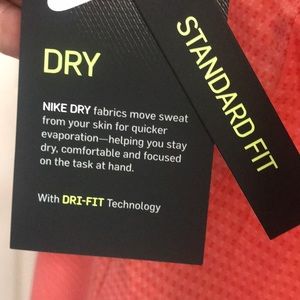 DRY
NIKE DRY fabrics move sweat
from your skin for quicker
evaporation—helping you stay
dry, comfortable and focused
on the task at hand.
With DRI-FIT Technology
STANDARD FIT